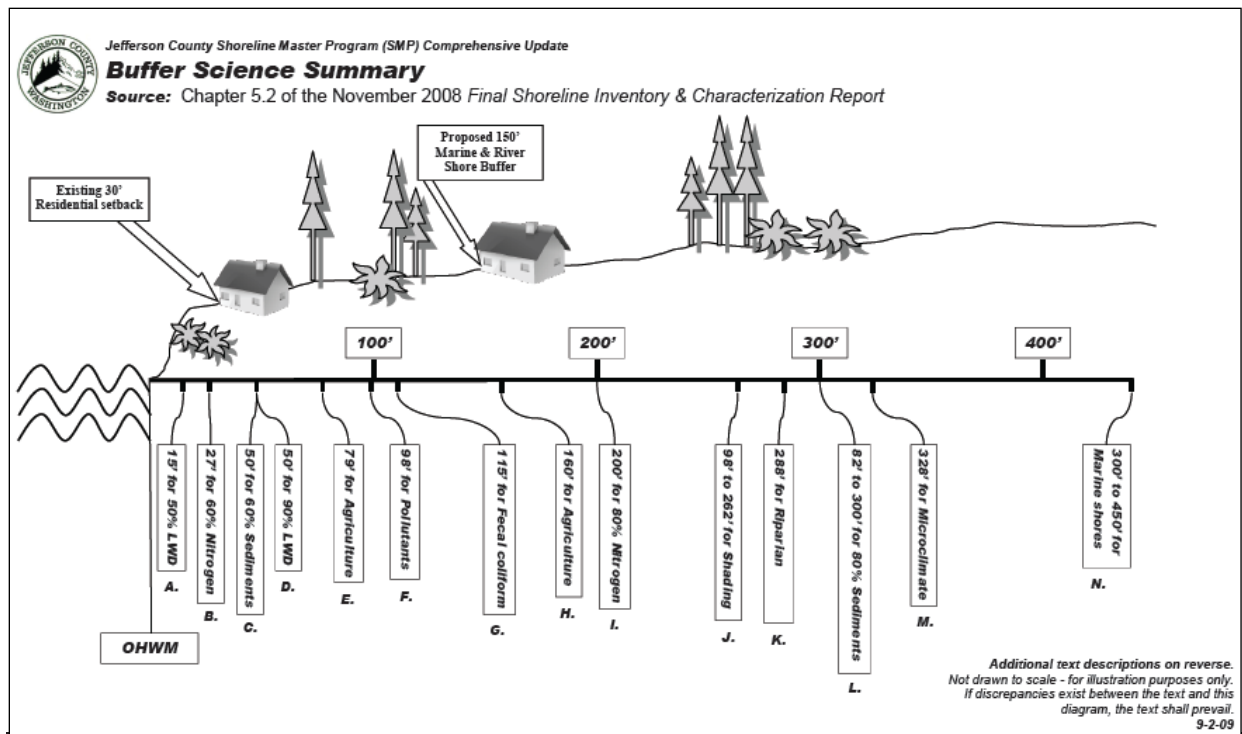 JEFFERSON COUNTY
WASHINGTON
Jefferson County Shoreline Master Program (SMP) Comprehensive Update
Buffer Science Summary
Source: Chapter 5.2 of the November 2008 Final Shoreline Inventory & Characterization Report
Existing 30'
Residential setback
Proposed 150'
Marine & River
Shore Buffer
100'
200'
300'
400'
15' for 50% LWD
A.
27' for 60% Nitrogen
B.
50' for 60% Sediments
C.
50' for 90% LWD
D.
79' for Agriculture
E.
98' for Pollutants
F.
115' for Fecal coliform
G.
160' for Agriculture
H.
200' for 80% Nitrogen
I.
98' to 262' for Shading
J.
288' for Riparian
K.
82' to 300' for 80% Sediments
L.
328' for Microclimate
M.
300' to 450' for
Marine shores
N.
OHWM
Additional text descriptions on reverse.
Not drawn to scale - for illustration purposes only.
If discrepancies exist between the text and this
diagram, the text shall prevail.
9-2-09